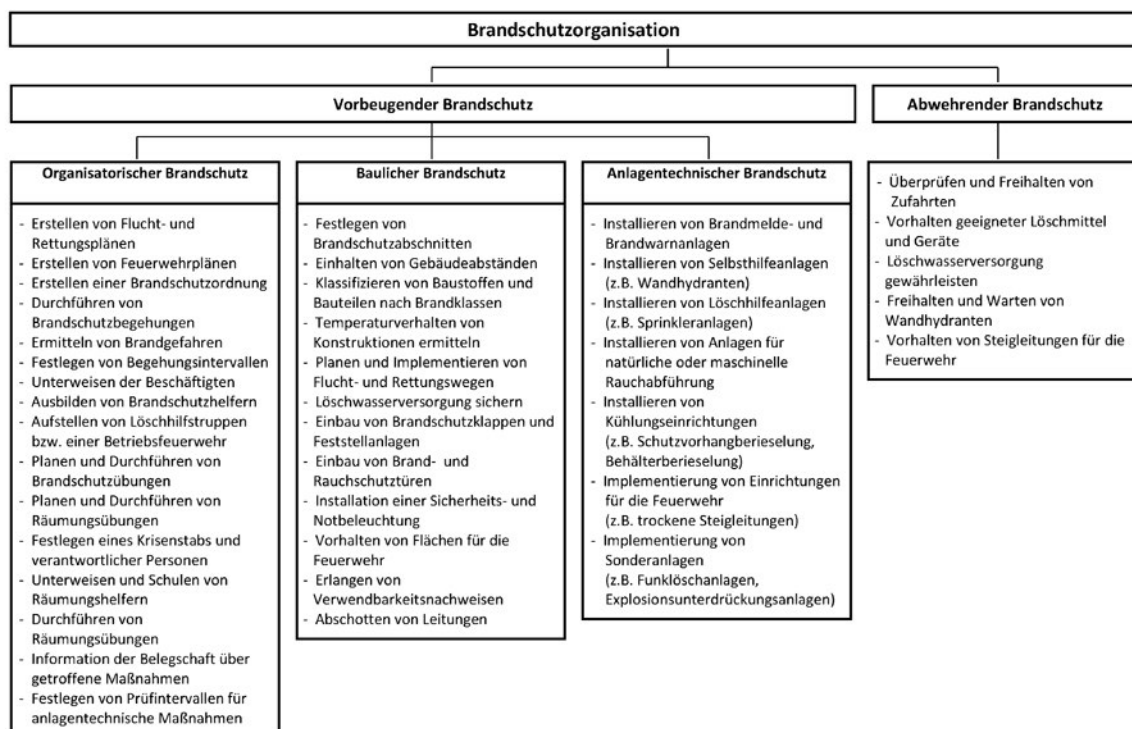 Brandschutzorganisation
Vorbeugender Brandschutz
Abwehrender Brandschutz
Organisatorischer Brandschutz
- Erstellen von Flucht- und
Rettungsplänen
- Erstellen von Feuerwehrplänen
- Erstellen einer Brandschutzordnung
- Durchführen von
Brandschutzbegehungen
- Ermitteln von Brandgefahren
- Festlegen von Begehungsintervallen
- Unterweisen der Beschäftigten
- Ausbilden von Brandschutzhelfern
- Aufstellen von Löschhilfstruppen
bzw. einer Betriebsfeuerwehr
- Planen und Durchführen von
Brandschutzübungen
- Planen und Durchführen von
Räumungsübungen
- Festlegen eines Krisenstabs und
verantwortlicher Personen
- Unterweisen und Schulen von
Räumungshelfern
- Durchführen von
Räumungsübungen
- Information der Belegschaft über
getroffene Maßnahmen
- Festlegen von Prüfintervallen für
anlagentechnische Maßnahmen
Baulicher Brandschutz
- Festlegen von
Brandschutzabschnitten
- Einhalten von Gebäudeabständen
- Klassifizieren von Baustoffen und
Bauteilen nach Brandklassen
- Temperaturverhalten von
Konstruktionen ermitteln
- Planen und Implementieren von
Flucht- und Rettungswegen
- Löschwasserversorgung sichern
- Einbau von Brandschutzklappen und
Feststellanlagen
- Einbau von Brand- und
Rauchschutztüren
- Installation einer Sicherheits- und
Notbeleuchtung
- Vorhalten von Flächen für die
Feuerwehr
- Erlangen von
Verwendbarkeitsnachweisen
- Abschotten von Leitungen
Anlagentechnischer Brandschutz
- Installieren von Brandmelde- und
Brandwarnanlagen
- Installieren von Selbsthilfeanlagen
(z.B. Wandhydranten)
- Installieren von Löschhilfeanlagen
(z.B. Sprinkleranlagen)
- Installieren von Anlagen für
natürliche oder maschinelle
Rauchabführung
- Installieren von
Kühlungseinrichtungen
(z.B. Schutzvorhangberieselung,
Behälterberieselung)
- Implementierung von Einrichtungen
für die Feuerwehr
(z.B. trockene Steigleitungen)
- Implementierung von
Sonderanlagen
(z.B. Funklöschanlagen,
Explosionsunterdrückungsanlagen)
- Überprüfen und Freihalten von
Zufahrten
- Vorhalten geeigneter Löschmittel
und Geräte
- Löschwasserversorgung
gewährleisten
- Freihalten und Warten von
Wandhydranten
- Vorhalten von Steigleitungen für die
Feuerwehr